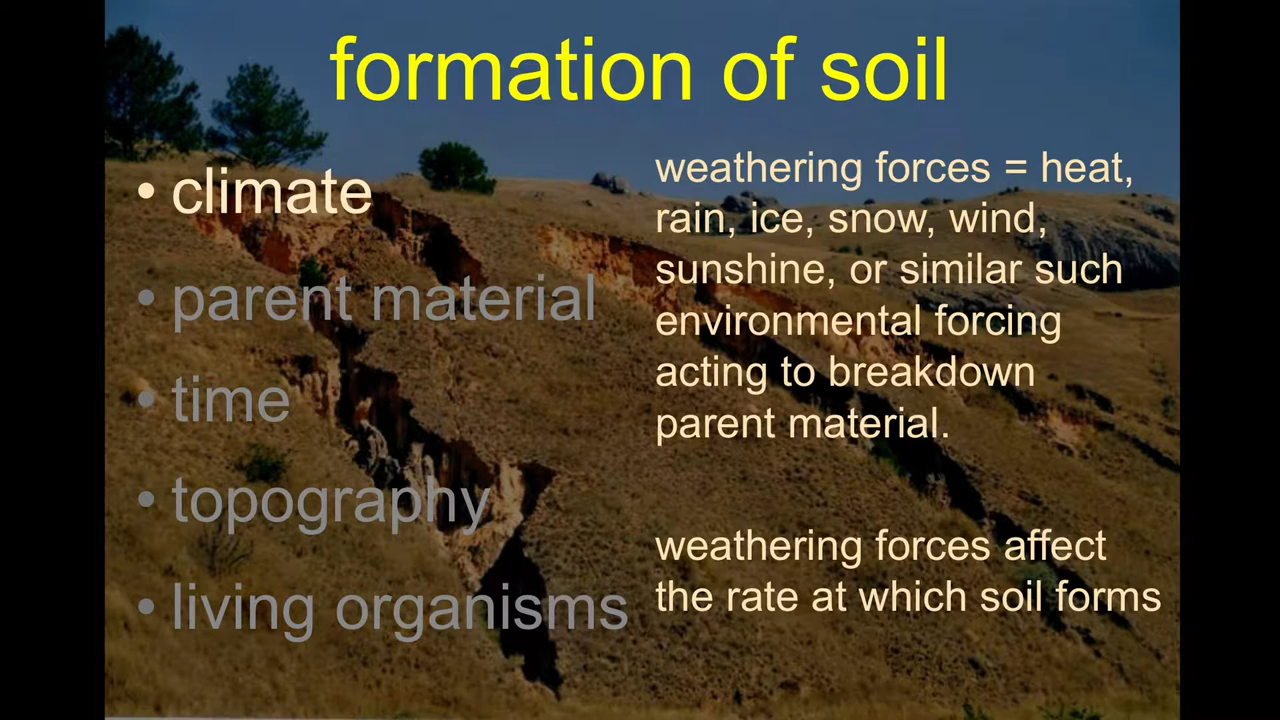 formation of soil
• climate
• parent material
• time
• topography
• living organisms
weathering forces = heat,
rain, ice, snow, wind,
sunshine, or similar such
environmental forcing
acting to breakdown
parent material.
weathering forces affect
the rate at which soil forms